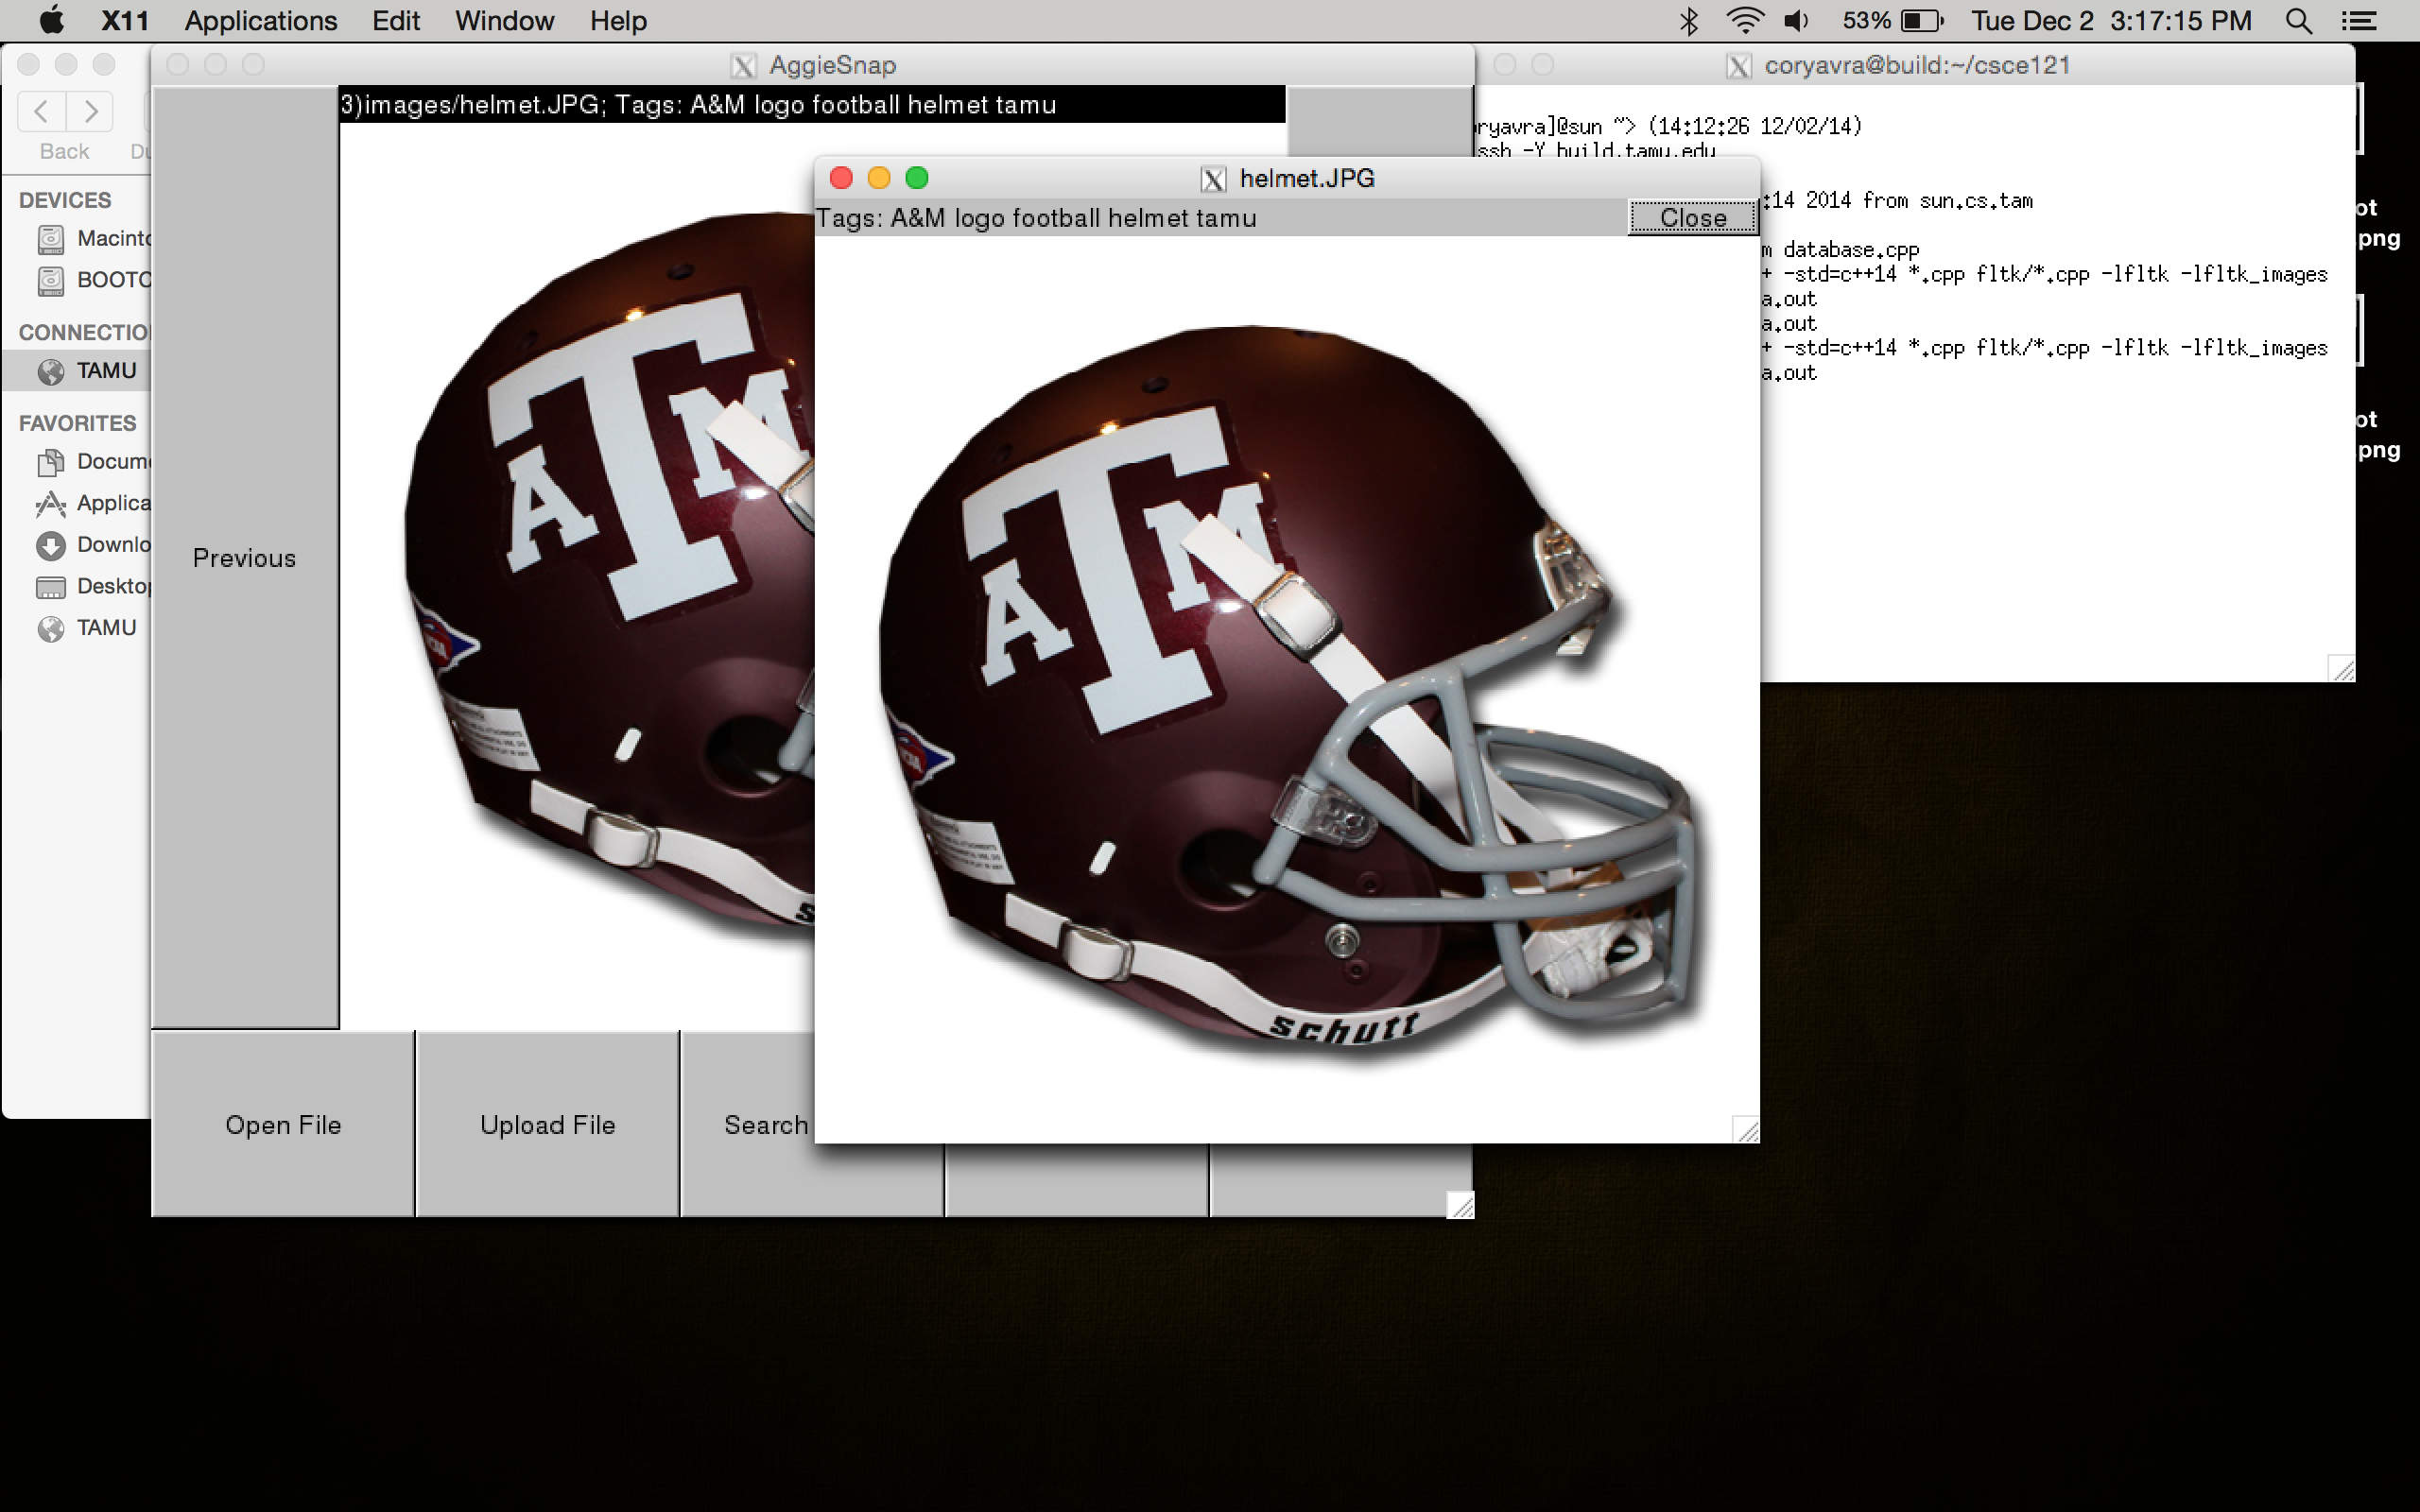 X11 Applications Edit Window Help 53% Tue Dec 2 3:17:15 PM
AggieSnap
coryavra@build:~/csce121
Back
DEVICES
Macinto
BOOTC
CONNECTIO
TAMU
FAVORITES
Docume
Applica
Downlo
Desktop
TAMU
3)images/helmet.JPG; Tags: A&M logo football helmet tamu
Previous
ATM
Open File
Upload File
Search
helmet.JPG
Tags: A&M logo football helmet tamu
Close
ATM
schutt
ryavra]@sun ~> (14:12:26 12/02/14)
ssh -Y build.tamu.edu
:14 2014 from sun.cs.tam
m database.cpp
+ -std=c++14 *.cpp fltk/*.cpp -lfltk -lfltk_images
a.out
a.out
+ -std=c++14 *.cpp fltk/*.cpp -lfltk -lfltk_images
a.out
ot
png
ot
png